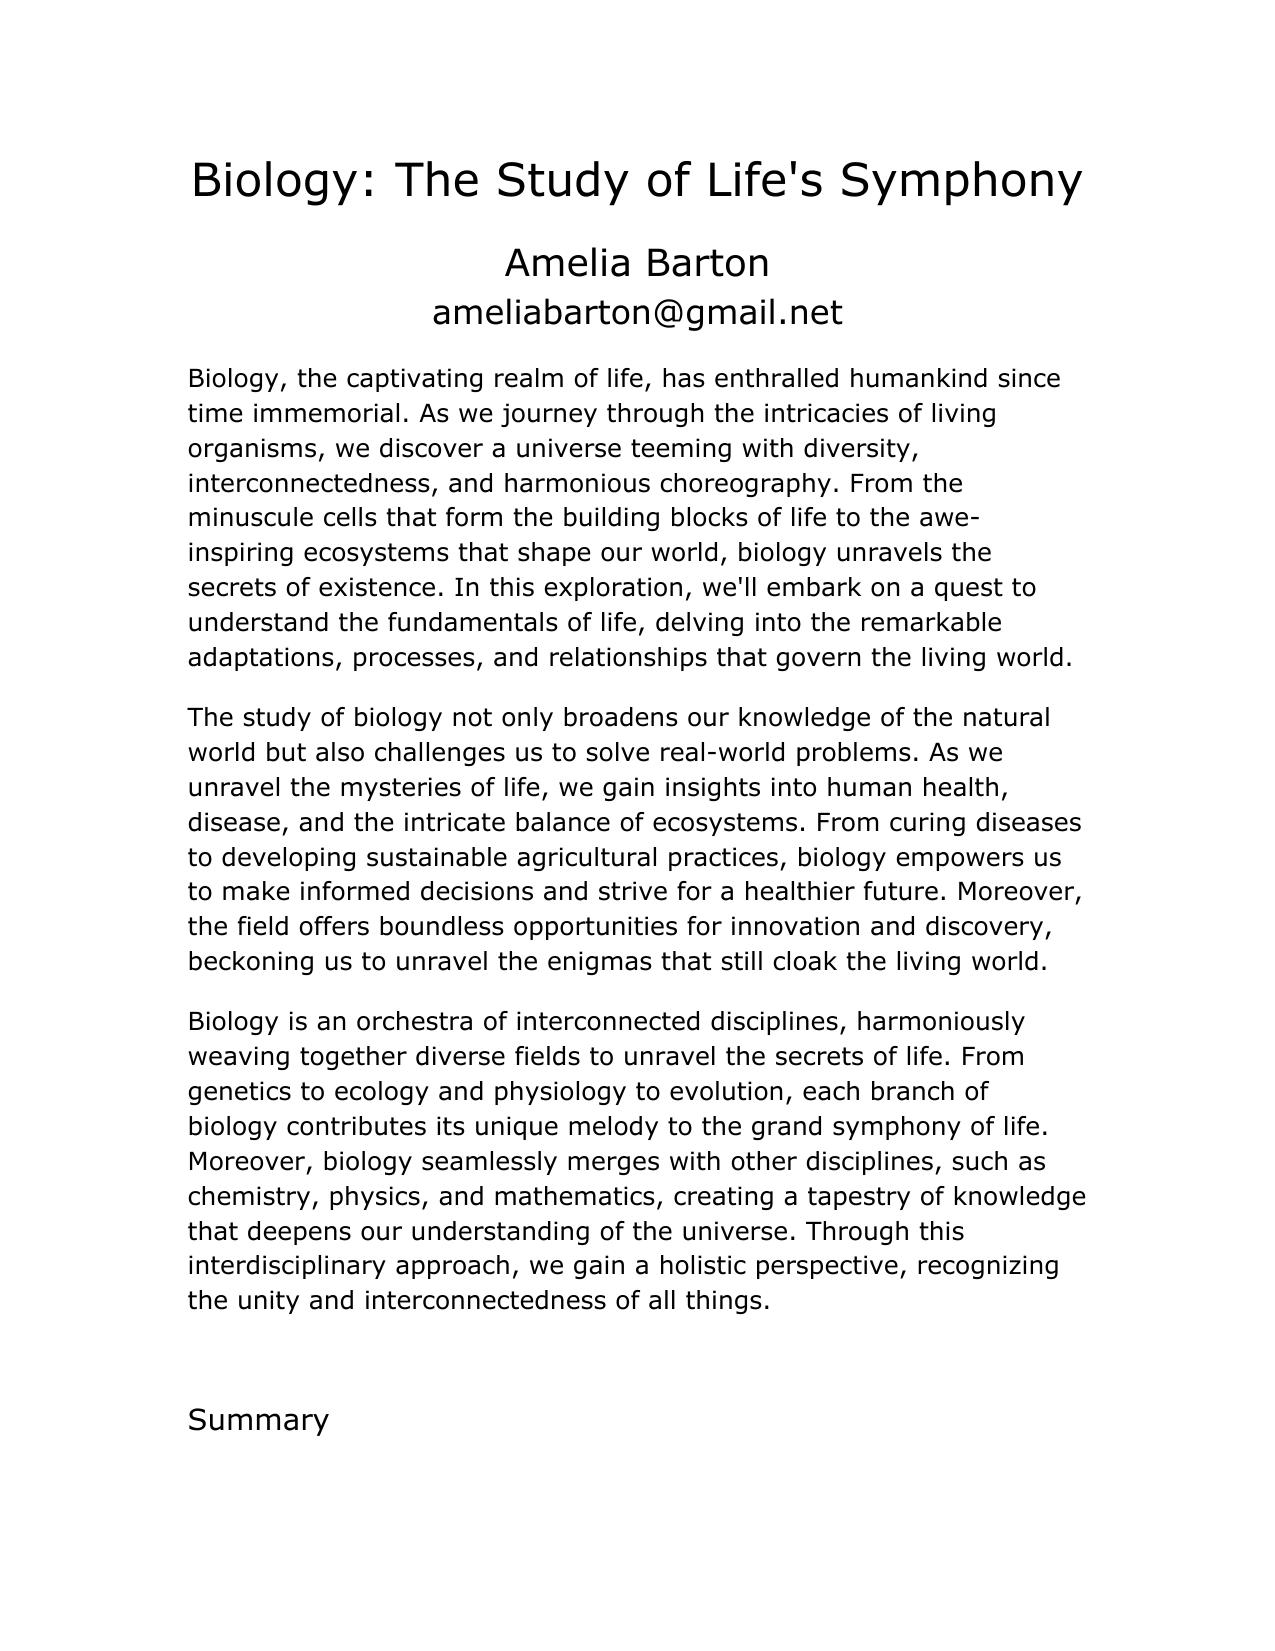 Biology: The Study of Life's Symphony
Amelia Barton
ameliabarton@gmail.net
Biology, the captivating realm of life, has enthralled humankind since
time immemorial. As we journey through the intricacies of living
organisms, we discover a universe teeming with diversity,
interconnectedness, and harmonious choreography. From the
minuscule cells that form the building blocks of life to the awe-
inspiring ecosystems that shape our world, biology unravels the
secrets of existence. In this exploration, we'll embark on a quest to
understand the fundamentals of life, delving into the remarkable
adaptations, processes, and relationships that govern the living world.
The study of biology not only broadens our knowledge of the natural
world but also challenges us to solve real-world problems. As we
unravel the mysteries of life, we gain insights into human health,
disease, and the intricate balance of ecosystems. From curing diseases
to developing sustainable agricultural practices, biology empowers us
to make informed decisions and strive for a healthier future. Moreover,
the field offers boundless opportunities for innovation and discovery,
beckoning us to unravel the enigmas that still cloak the living world.
Biology is an orchestra of interconnected disciplines, harmoniously
weaving together diverse fields to unravel the secrets of life. From
genetics to ecology and physiology to evolution, each branch of
biology contributes its unique melody to the grand symphony of life.
Moreover, biology seamlessly merges with other disciplines, such as
chemistry, physics, and mathematics, creating a tapestry of knowledge
that deepens our understanding of the universe. Through this
interdisciplinary approach, we gain a holistic perspective, recognizing
the unity and interconnectedness of all things.
Summary